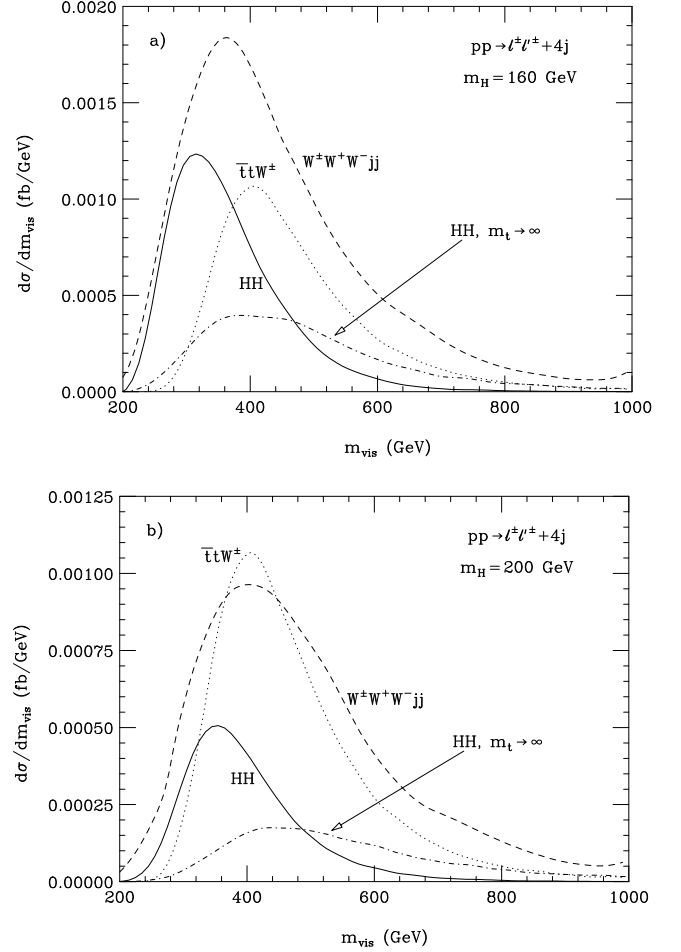 0.0020
a)
pp→ℓ±ℓ′±+4j
m_H=160 GeV
0.0015
W±W⁺W⁻jj
t̅tW±
0.0010
HH, m_t→∞
HH
0.0005
0.0000
200 400 600 800 1000
dσ/dm_vis (fb/GeV)
m_vis (GeV)
0.00125
b)
pp→ℓ±ℓ′±+4j
t̅tW±
m_H=200 GeV
0.00100
0.00075
W±W⁺W⁻jj
0.00050
HH, m_t→∞
HH
0.00025
0.00000
200 400 600 800 1000
dσ/dm_vis (fb/GeV)
m_vis (GeV)